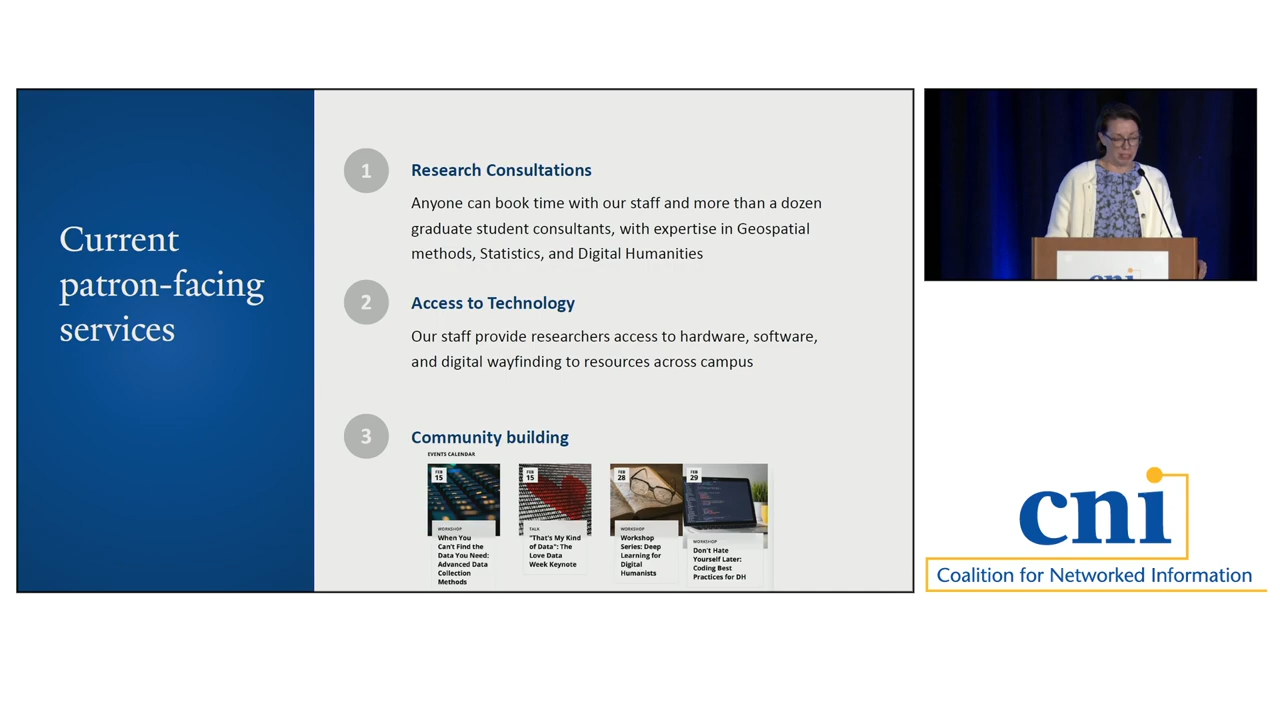 Current
patron-facing
services
1
Research Consultations
Anyone can book time with our staff and more than a dozen
graduate student consultants, with expertise in Geospatial
methods, Statistics, and Digital Humanities
2
Access to Technology
Our staff provide researchers access to hardware, software,
and digital wayfinding to resources across campus
3
Community building
EVENTS CALENDAR
FEB
15
WORKSHOP
When You
Can't Find the
Data You Need:
Advanced Data
Collection
Methods
FEB
15
TALK
"That's My Kind
of Data": The
Love Data
Week Keynote
FEB
28
WORKSHOP
Workshop
Series: Deep
Learning for
Digital
Humanists
FEB
29
WORKSHOP
Don't Hate
Yourself Later:
Coding Best
Practices for DH
cni
cni
Coalition for Networked Information